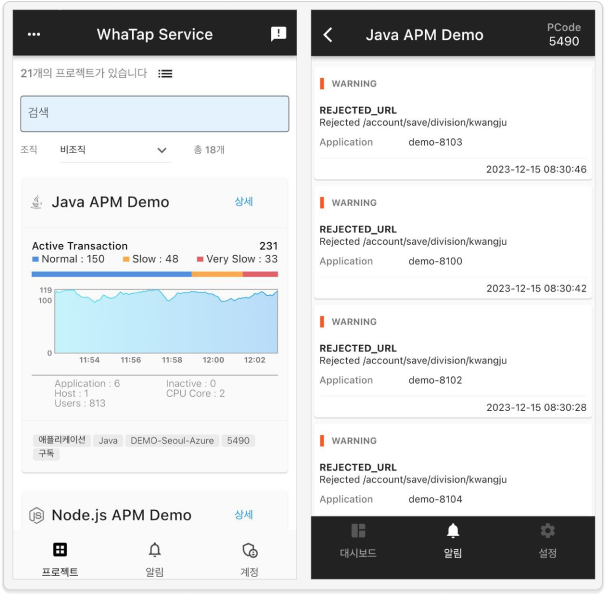 WhaTap Service
21개의 프로젝트가 있습니다
검색
조직 비조직 총 18개
Java APM Demo 상세
Active Transaction 231
Normal : 150 Slow : 48 Very Slow : 33
119
100
0
11:54 11:56 11:58 12:00 12:02
Application : 6 Inactive : 0
Host : 1 CPU Core : 2
Users : 813
애플리케이션 Java DEMO-Seoul-Azure 5490
구독
JS Node.js APM Demo 상세
프로젝트 알림 계정
Java APM Demo PCode
5490
WARNING
REJECTED_URL
Rejected /account/save/division/kwangju
Application demo-8103
2023-12-15 08:30:46
WARNING
REJECTED_URL
Rejected /account/save/division/kwangju
Application demo-8100
2023-12-15 08:30:42
WARNING
REJECTED_URL
Rejected /account/save/division/kwangju
Application demo-8102
2023-12-15 08:30:28
WARNING
REJECTED_URL
Rejected /account/save/division/kwangju
Application demo-8104
대시보드 알림 설정